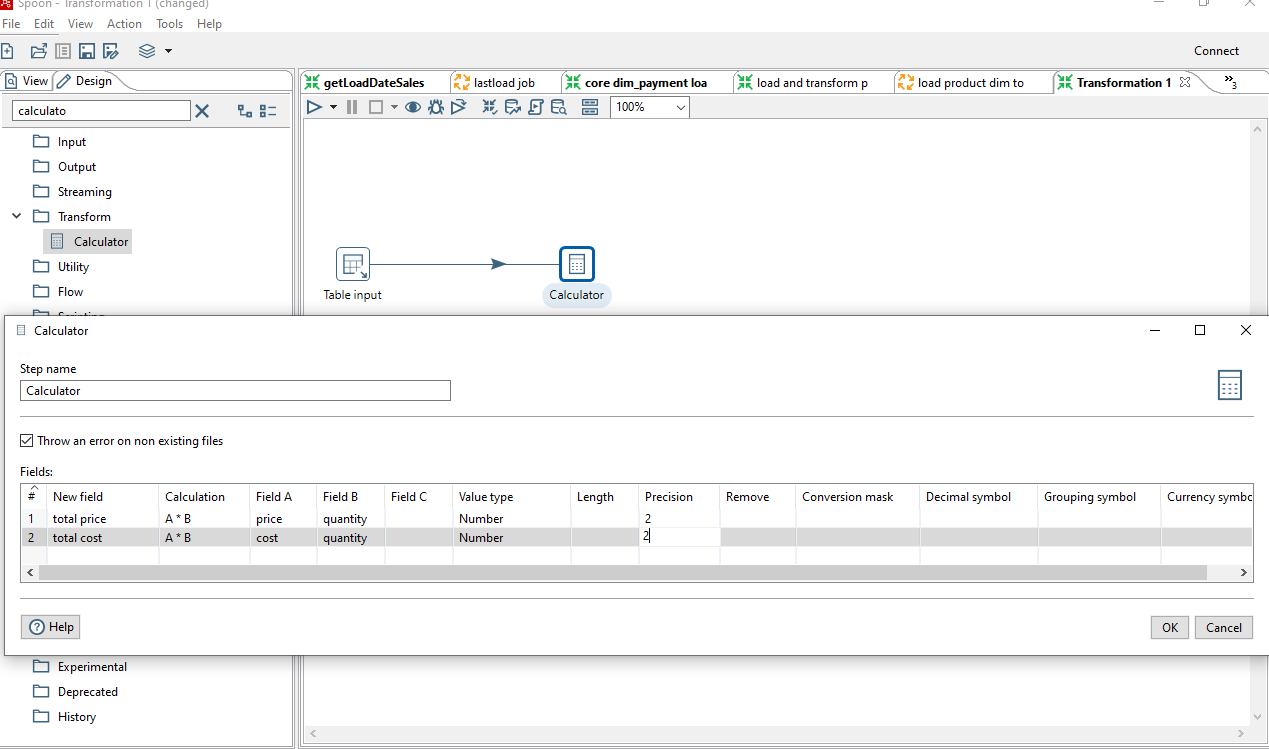 Spoon - Transformation 1 (changed)
File Edit View Action Tools Help
Connect
View Design
getLoadDateSales lastload job core dim_payment loa load and transform p load product dim to Transformation 1 3
calculato
100%
Input
Output
Streaming
Transform
Calculator
Utility
Flow
Table input
Calculator
Calculator
Step name
Calculator
Throw an error on non existing files
Fields:
# New field Calculation Field A Field B Field C Value type Length Precision Remove Conversion mask Decimal symbol Grouping symbol Currency symbc
1 total price A * B price quantity Number 2
2 total cost A * B cost quantity Number 2
Help OK Cancel
Experimental
Deprecated
History